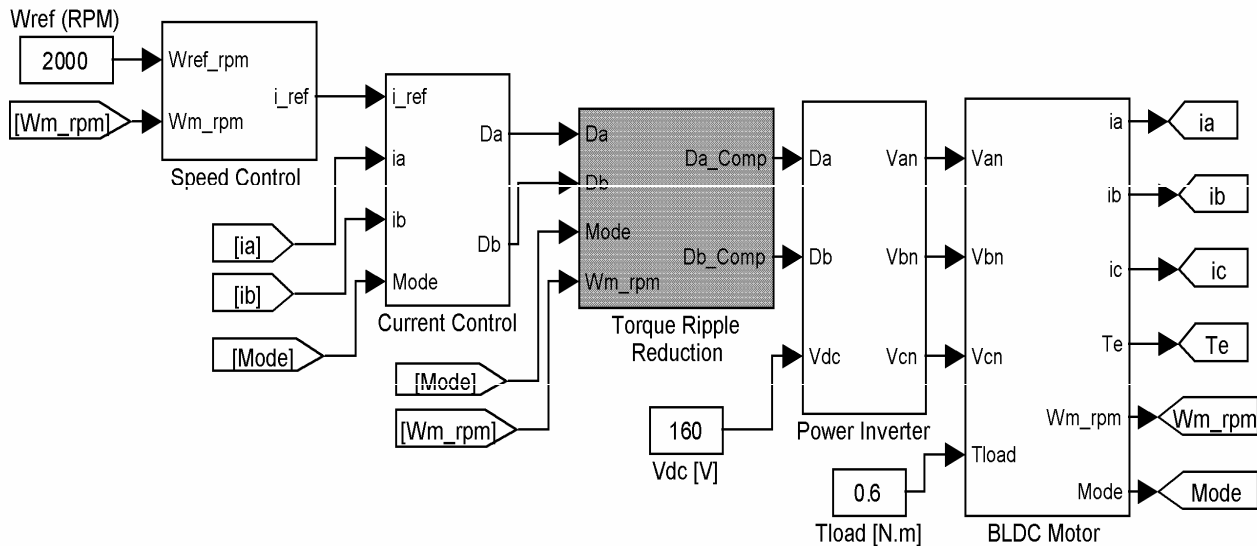 Wref (RPM)
2000
[Wm_rpm]
Wref_rpm
Wm_rpm
i_ref
Speed Control
[ia]
[ib]
[Mode]
i_ref
ia
ib
Mode
Da
Db
Current Control
[Mode]
[Wm_rpm]
Da
Db
Mode
Wm_rpm
Da_Comp
Db_Comp
Torque Ripple
Reduction
160
Vdc [V]
Da
Db
Vdc
Van
Vbn
Vcn
Power Inverter
0.6
Tload [N.m]
Van
Vbn
Vcn
Tload
ia
ib
ic
Te
Wm_rpm
Mode
BLDC Motor
ia
ib
ic
Te
Wm_rpm
Mode